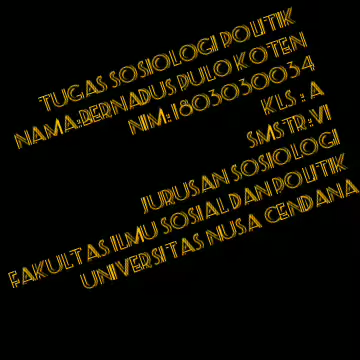 TUGAS SOSIOLOGI POLITIK
NAMA:BERNADUS PULO KOTEN
NIM:1803030034
KLS : A
SMSTR:VI
JURUSAN SOSIOLOGI
FAKULTAS ILMU SOSIAL DAN POLITIK
UNIVERSITAS NUSA CENDANA